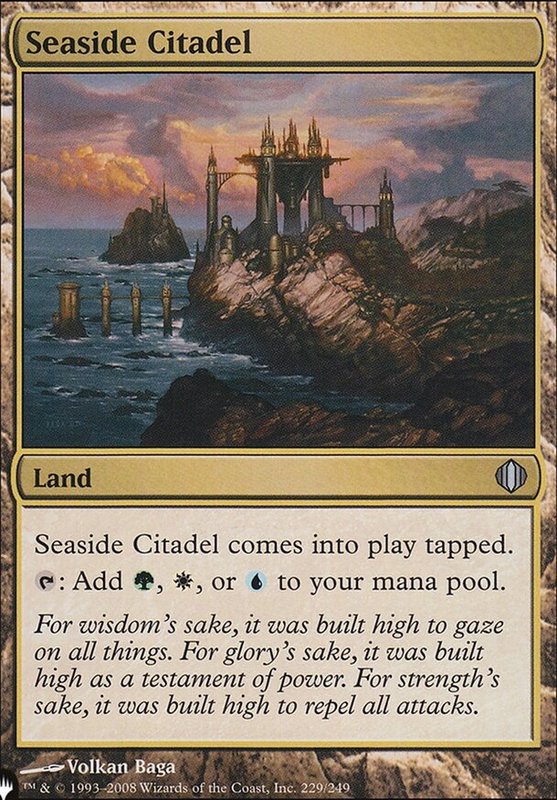 Seaside Citadel
Land
Seaside Citadel comes into play tapped.
: Add , , or to your mana pool.
For wisdom's sake, it was built high to gaze
on all things. For glory's sake, it was built
high as a testament of power. For strength's
sake, it was built high to repel all attacks.
Volkan Baga
™ & © 1993–2008 Wizards of the Coast, Inc. 229/249